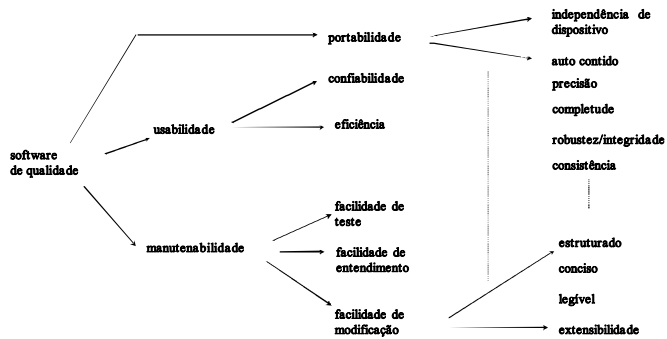 software
de qualidade
portabilidade
usabilidade
confiabilidade
eficiência
manutenabilidade
facilidade de
teste
facilidade de
entendimento
facilidade de
modificação
independência de
dispositivo
auto contido
precisão
completude
robustez/integridade
consistência
estruturado
conciso
legível
extensibilidade